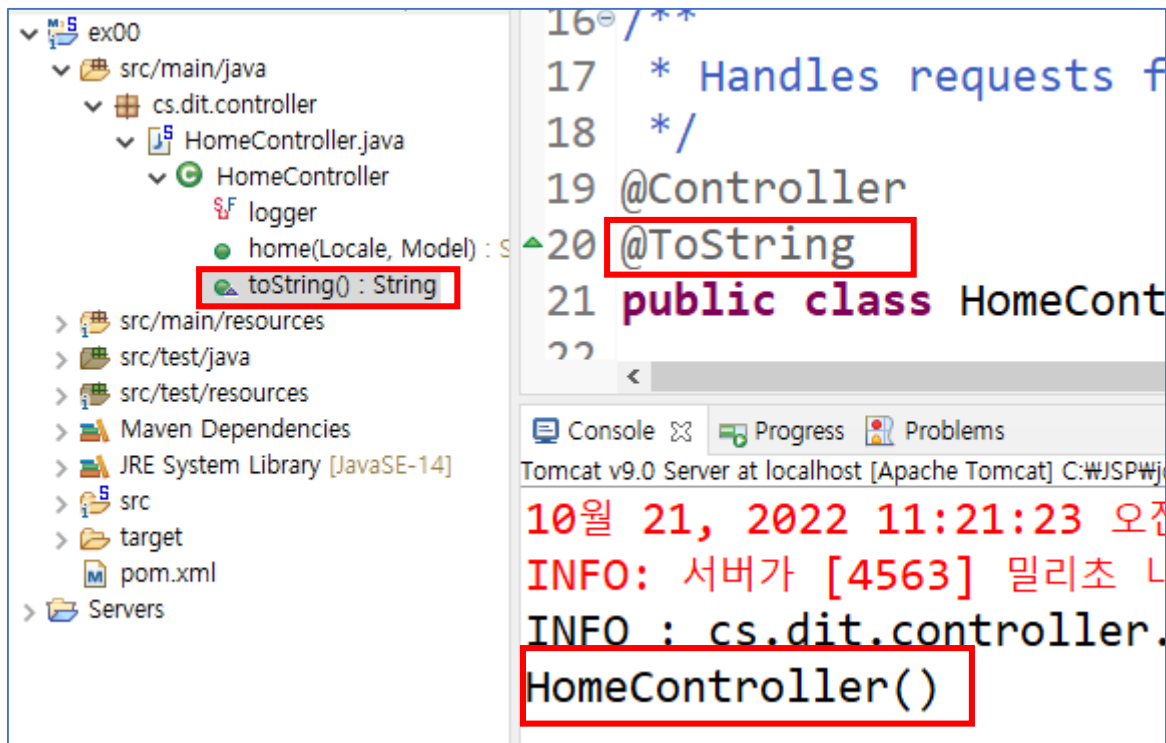 ex00
src/main/java
cs.dit.controller
HomeController.java
HomeController
logger
home(Locale, Model) : S
toString() : String
src/main/resources
src/test/java
src/test/resources
Maven Dependencies
JRE System Library [JavaSE-14]
src
target
pom.xml
Servers
16 /**
17 * Handles requests f
18 */
19 @Controller
20 @ToString
21 public class HomeCont
22
Console Progress Problems
Tomcat v9.0 Server at localhost [Apache Tomcat] C:₩JSP₩j
10월 21, 2022 11:21:23 오전
INFO: 서버가 [4563] 밀리초
INFO : cs.dit.controller.
HomeController()